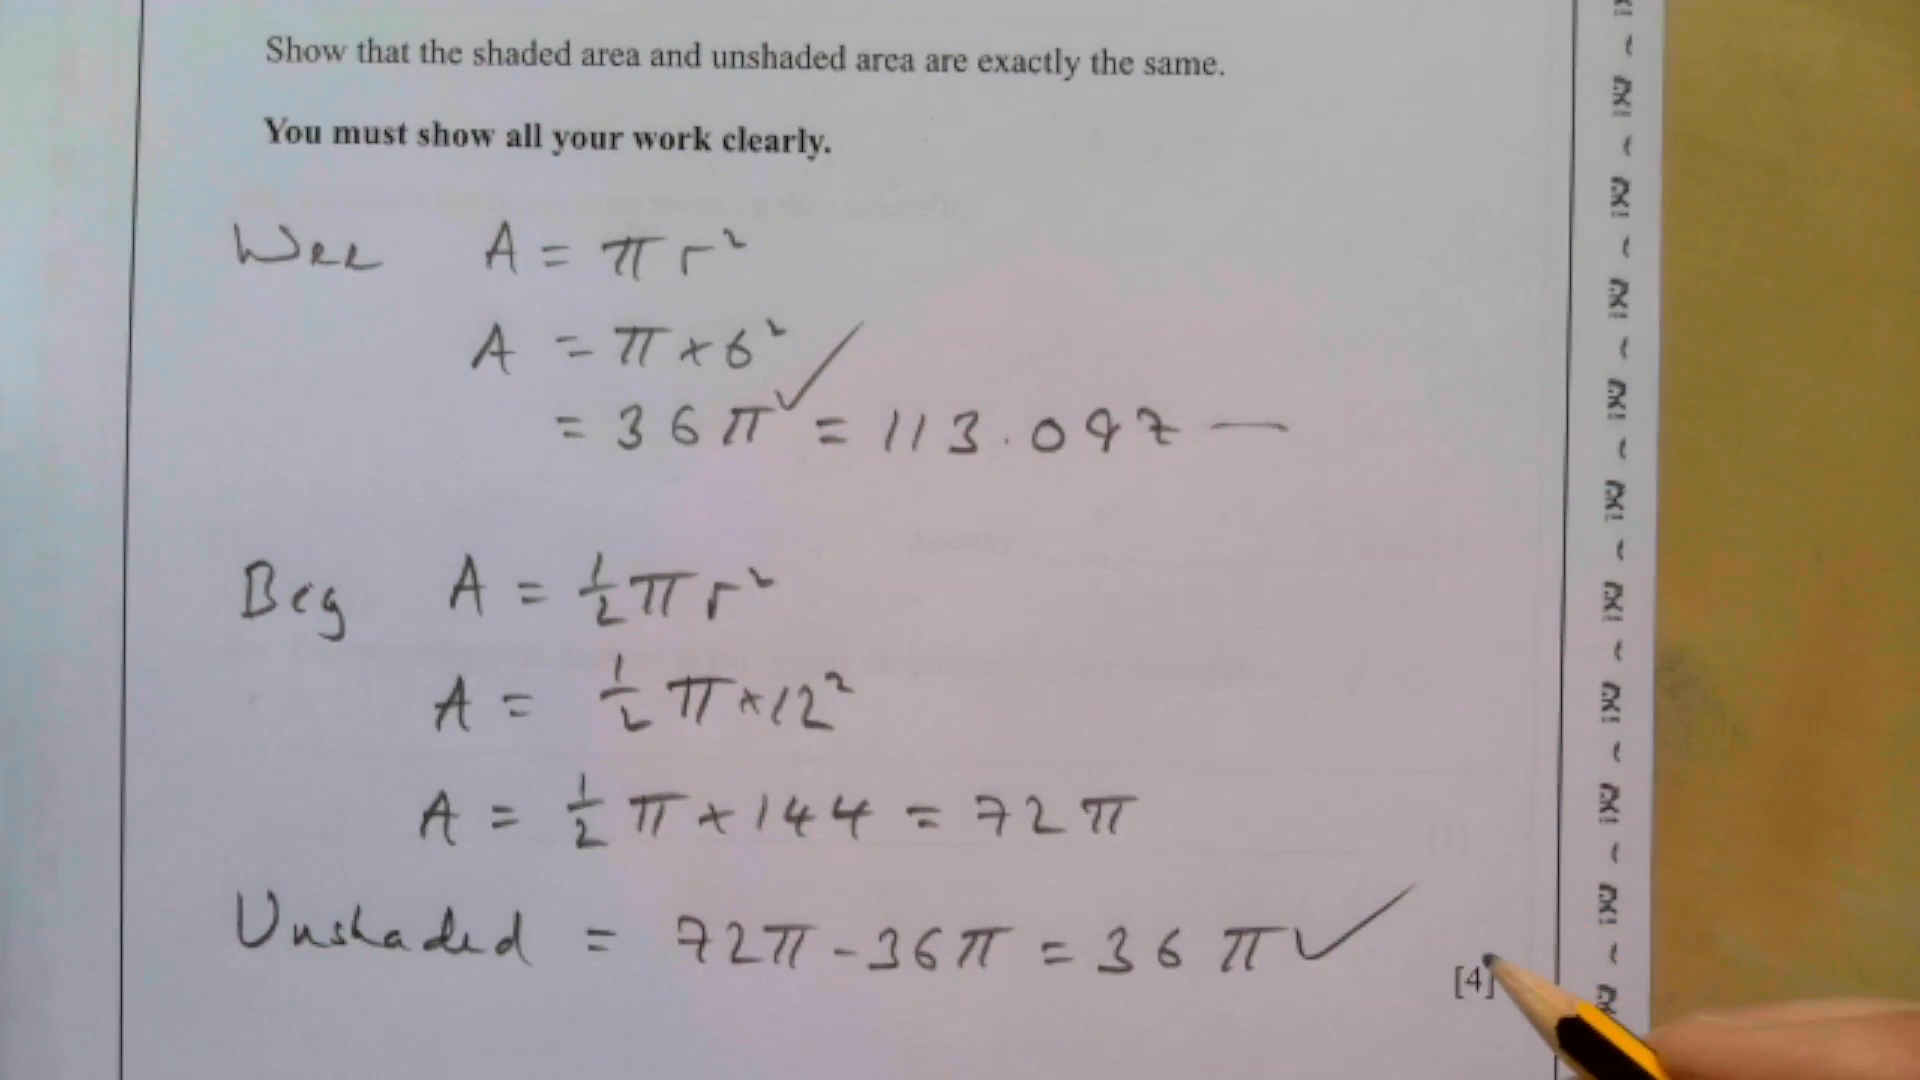 Show that the shaded area and unshaded area are exactly the same.
You must show all your work clearly.
Wee A = πr²
A = π × 6²
= 36π = 113.097 —
Big A = ½πr²
A = ½π × 12²
A = ½π × 144 = 72π
Unshaded = 72π - 36π = 36π
[4]